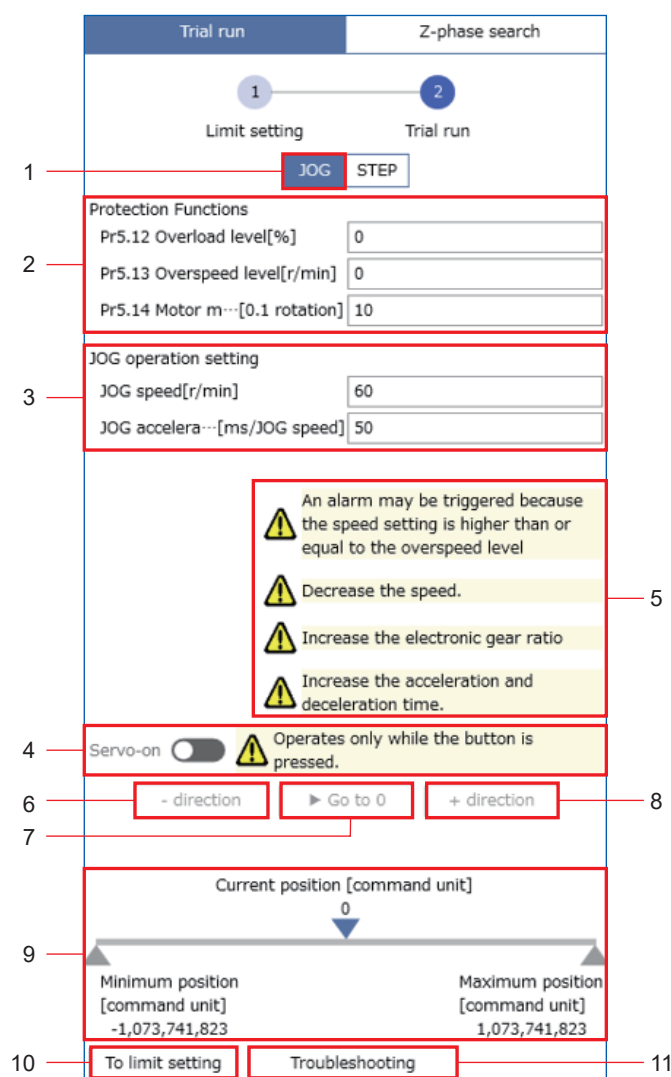 Trial run
Z-phase search
1
2
Limit setting
Trial run
1
JOG
STEP
2
Protection Functions
Pr5.12 Overload level[%]
0
Pr5.13 Overspeed level[r/min]
0
Pr5.14 Motor m⋯[0.1 rotation]
10
3
JOG operation setting
JOG speed[r/min]
60
JOG accelera⋯[ms/JOG speed]
50
An alarm may be triggered because
the speed setting is higher than or
equal to the overspeed level
Decrease the speed.
5
Increase the electronic gear ratio
Increase the acceleration and
deceleration time.
4
Servo-on
Operates only while the button is
pressed.
6
- direction
▶ Go to 0
+ direction
8
7
Current position [command unit]
0
9
Minimum position
[command unit]
-1,073,741,823
Maximum position
[command unit]
1,073,741,823
10
To limit setting
Troubleshooting
11